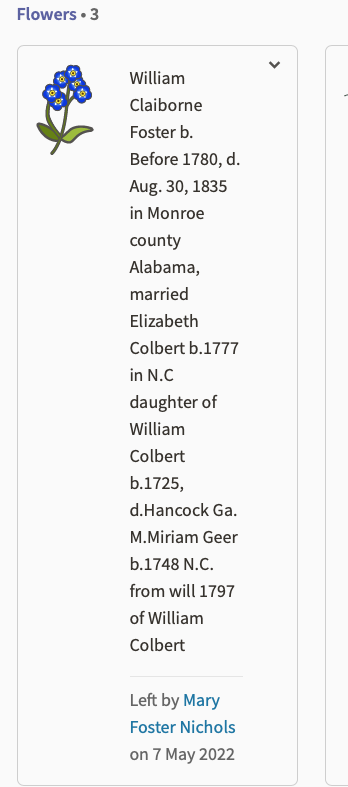 Flowers • 3
William
Claiborne
Foster b.
Before 1780, d.
Aug. 30, 1835
in Monroe
county
Alabama,
married
Elizabeth
Colbert b.1777
in N.C
daughter of
William
Colbert
b.1725,
d.Hancock Ga.
M.Miriam Geer
b.1748 N.C.
from will 1797
of William
Colbert
Left by Mary
Foster Nichols
on 7 May 2022